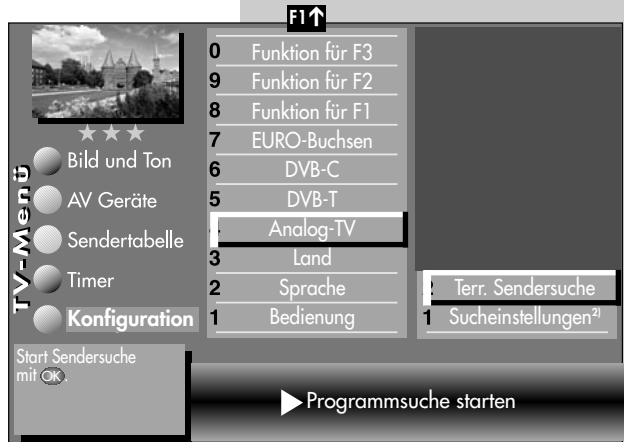 F1↑
TV-Menü
Bild und Ton
AV Geräte
Sendertabelle
Timer
Konfiguration
0 Funktion für F3
9 Funktion für F2
8 Funktion für F1
7 EURO-Buchsen
6 DVB-C
5 DVB-T
Analog-TV
3 Land
2 Sprache
1 Bedienung
2 Terr. Sendersuche
1 Sucheinstellungen²⁾
Start Sendersuche
mit OK.
Programmsuche starten